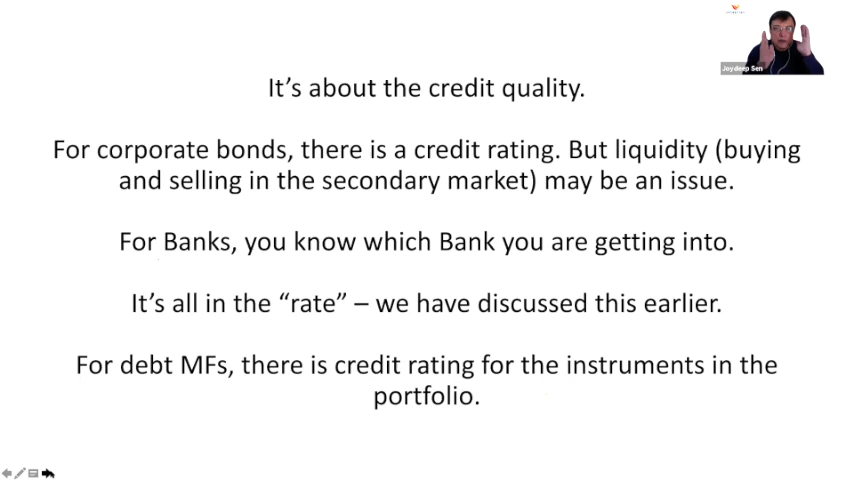 Joydeep Sen
It's about the credit quality.
For corporate bonds, there is a credit rating. But liquidity (buying
and selling in the secondary market) may be an issue.
For Banks, you know which Bank you are getting into.
It's all in the “rate” – we have discussed this earlier.
For debt MFs, there is credit rating for the instruments in the
portfolio.